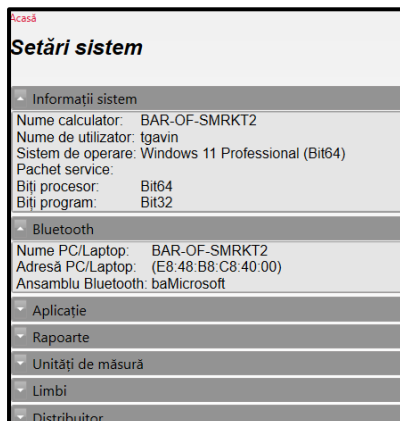 Acasă
Setări sistem
Informații sistem
Nume calculator: BAR-OF-SMRKT2
Nume de utilizator: tgavin
Sistem de operare: Windows 11 Professional (Bit64)
Pachet service:
Biți procesor: Bit64
Biți program: Bit32
Bluetooth
Nume PC/Laptop: BAR-OF-SMRKT2
Adresă PC/Laptop: (E8:48:B8:C8:40:00)
Ansamblu Bluetooth: baMicrosoft
Aplicație
Rapoarte
Unități de măsură
Limbi
Distribuitor